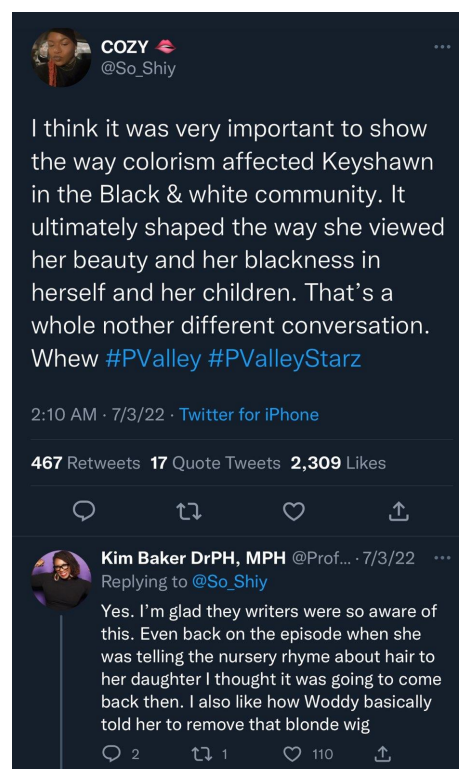 COZY 💋
@So_Shiy
I think it was very important to show
the way colorism affected Keyshawn
in the Black & white community. It
ultimately shaped the way she viewed
her beauty and her blackness in
herself and her children. That's a
whole nother different conversation.
Whew #PValley #PValleyStarz
2:10 AM · 7/3/22 · Twitter for iPhone
467 Retweets 17 Quote Tweets 2,309 Likes
Kim Baker DrPH, MPH @Prof... · 7/3/22
Replying to @So_Shiy
Yes. I'm glad they writers were so aware of
this. Even back on the episode when she
was telling the nursery rhyme about hair to
her daughter I thought it was going to come
back then. I also like how Woddy basically
told her to remove that blonde wig
2 1 110